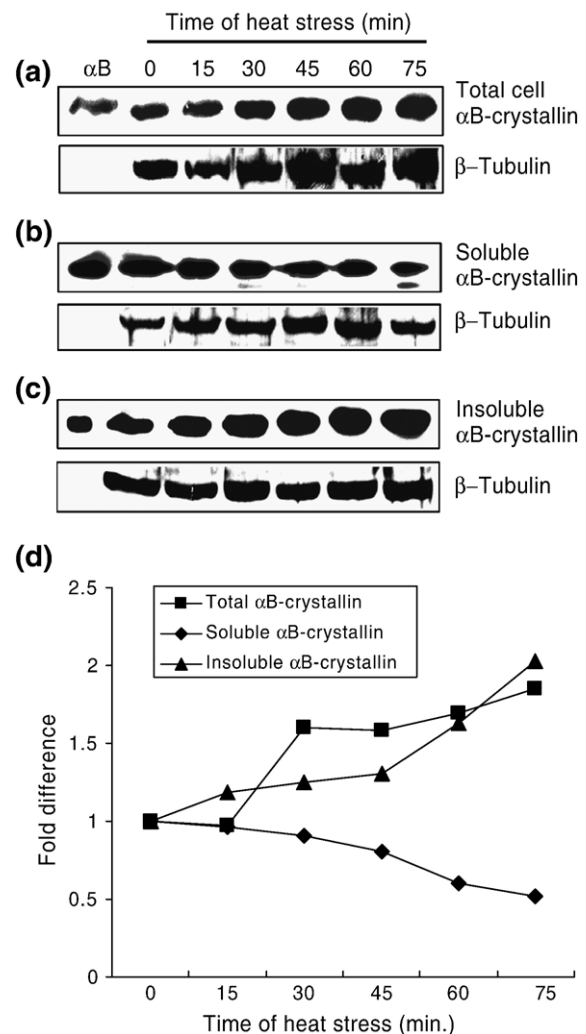 Time of heat stress (min)
(a) αB 0 15 30 45 60 75
Total cell
αB-crystallin
β–Tubulin
(b)
Soluble
αB-crystallin
β–Tubulin
(c)
Insoluble
αB-crystallin
β–Tubulin
(d)
2.5
2
1.5
1
0.5
0
Fold difference
Total αB-crystallin
Soluble αB-crystallin
Insoluble αB-crystallin
0 15 30 45 60 75
Time of heat stress (min.)